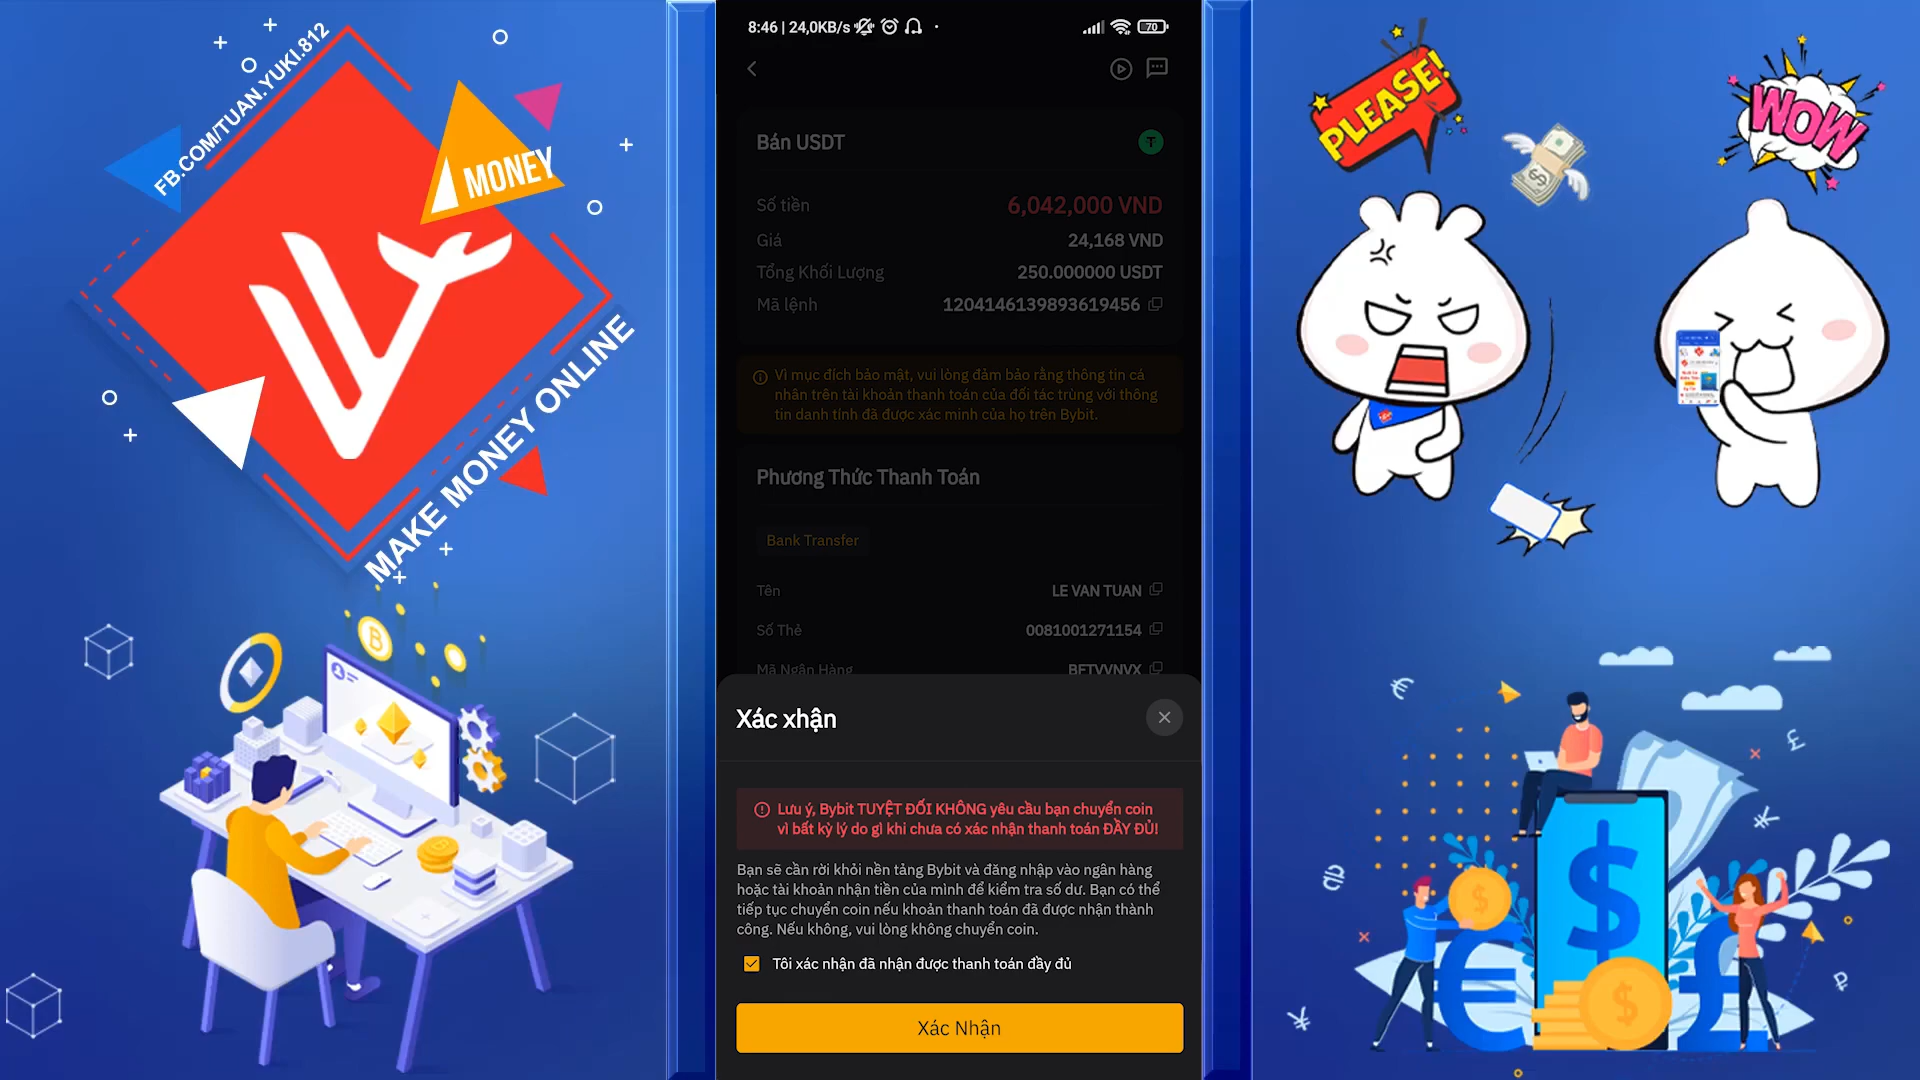 FB.COM/TUAN.YUKI.812
MONEY
MAKE MONEY ONLINE
8:46 | 24,0KB/s
70
Bán USDT
T
Số tiền
6,042,000 VND
Giá
24,168 VND
Tổng Khối Lượng
250.000000 USDT
Mã lệnh
1204146139893619456
Vì mục đích bảo mật, vui lòng đảm bảo rằng thông tin cá
nhân trên tài khoản thanh toán của đối tác trùng với thông
tin danh tính đã được xác minh của họ trên Bybit.
Phương Thức Thanh Toán
Bank Transfer
Tên
LE VAN TUAN
Số Thẻ
0081001271154
Mã Ngân Hàng
BFTVVNVX
Xác xhận
Lưu ý, Bybit TUYỆT ĐỐI KHÔNG yêu cầu bạn chuyển coin
vì bất kỳ lý do gì khi chưa có xác nhận thanh toán ĐẦY ĐỦ!
Bạn sẽ cần rời khỏi nền tảng Bybit và đăng nhập vào ngân hàng
hoặc tài khoản nhận tiền của mình để kiểm tra số dư. Bạn có thể
tiếp tục chuyển coin nếu khoản thanh toán đã được nhận thành
công. Nếu không, vui lòng không chuyển coin.
Tôi xác nhận đã nhận được thanh toán đầy đủ
Xác Nhận
PLEASE!
WOW